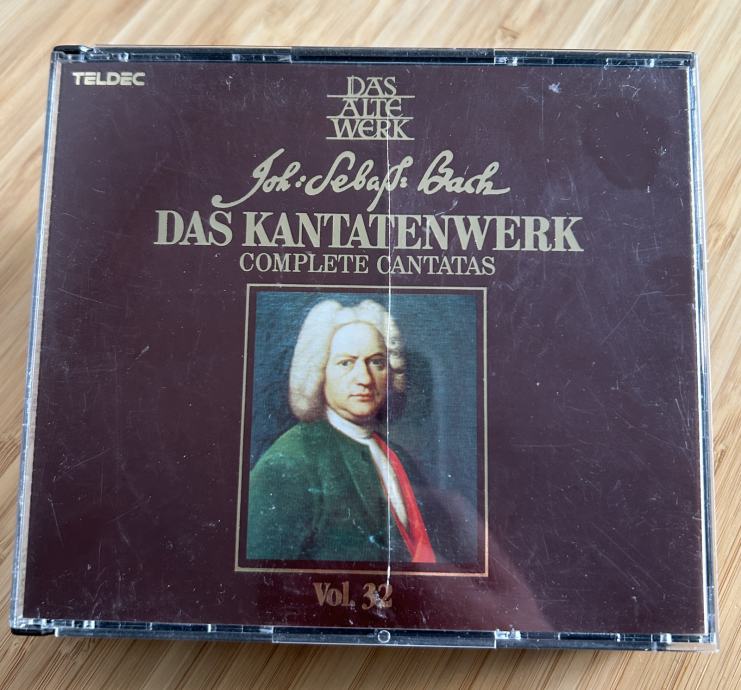 TELDEC
DAS
ALTE
WERK
Joh: Sebaſt: Bach
DAS KANTATENWERK
COMPLETE CANTATAS
Vol. 32